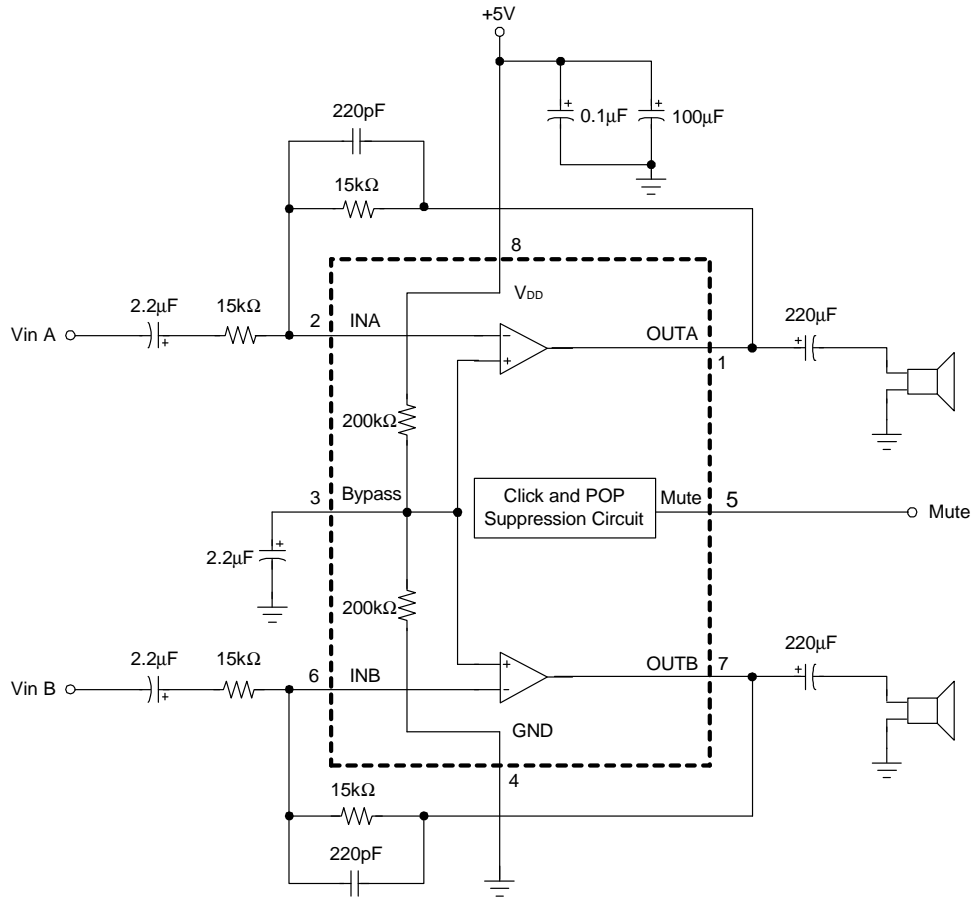 +5V
220pF
0.1µF
100µF
15kΩ
8
VDD
2.2µF
15kΩ
220µF
Vin A
2
INA
OUTA
1
200kΩ
3
Bypass
Click and POP
Suppression Circuit
Mute
5
Mute
2.2µF
200kΩ
2.2µF
15kΩ
220µF
Vin B
6
INB
OUTB
7
GND
4
15kΩ
220pF